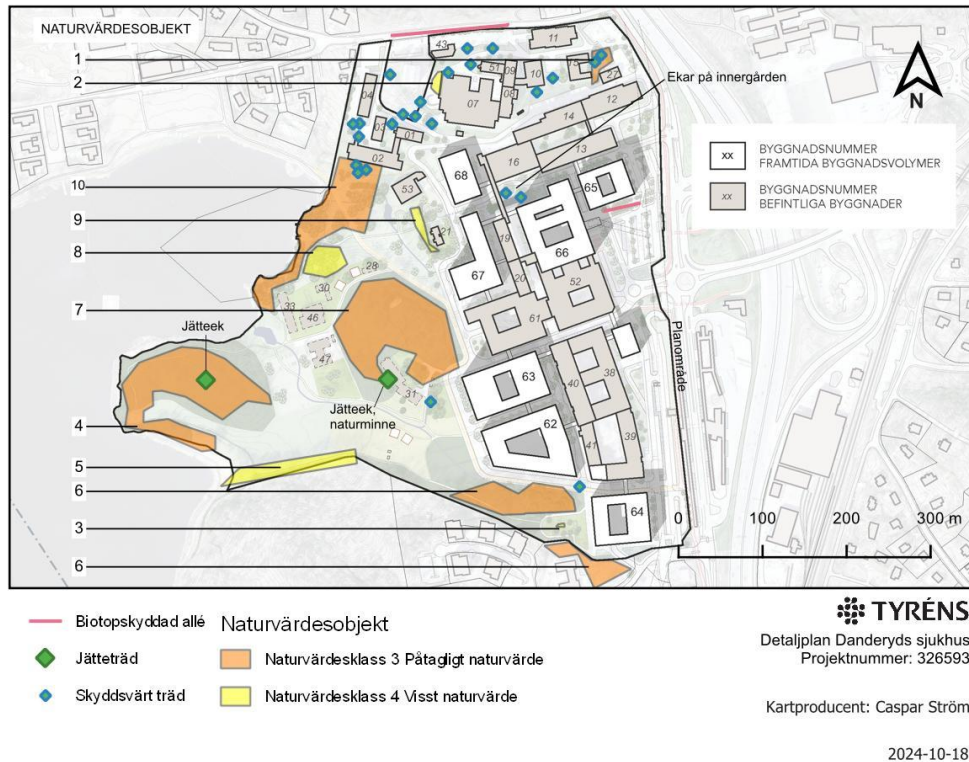 NATURVÄRDESOBJEKT
1
2
10
9
8
7
4
5
6
3
6
Ekar på innergården
N
xx BYGGNADSNUMMER
FRAMTIDA BYGGNADSVOLYMER
xx BYGGNADSNUMMER
BEFINTLIGA BYGGNADER
43
11
51
09
10
15
27
04
07
08
12
14
03
01
02
13
16
68
65
53
21
19
66
67
28
20
52
30
33
46
61
47
Jätteek
Jätteek,
naturminne
31
63
40
38
62
41
39
64
Planområde
0 100 200 300 m
Biotopskyddad allé
Jätteträd
Skyddsvärt träd
Naturvärdesobjekt
Naturvärdesklass 3 Påtagligt naturvärde
Naturvärdesklass 4 Visst naturvärde
TYRÉNS
Detaljplan Danderyds sjukhus
Projektnummer: 326593
Kartproducent: Caspar Ström
2024-10-18